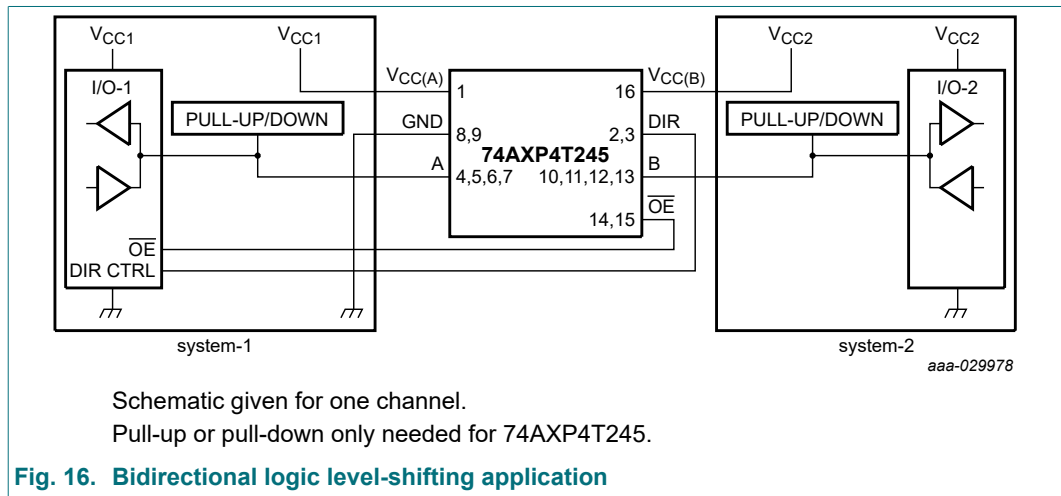 VCC1 VCC1 VCC2 VCC2
I/O-1 VCC(A) VCC(B) I/O-2
1 16
PULL-UP/DOWN GND DIR PULL-UP/DOWN
8,9 2,3
74AXP4T245
A B
4,5,6,7 10,11,12,13
OE
14,15
OE
DIR CTRL
system-1 system-2
aaa-029978
Schematic given for one channel.
Pull-up or pull-down only needed for 74AXP4T245.
Fig. 16. Bidirectional logic level-shifting application